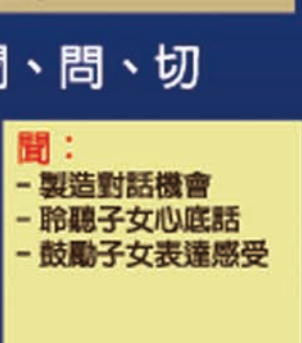 、問、切
聞：
- 製造對話機會
- 聆聽子女心底話
- 鼓勵子女表達感受